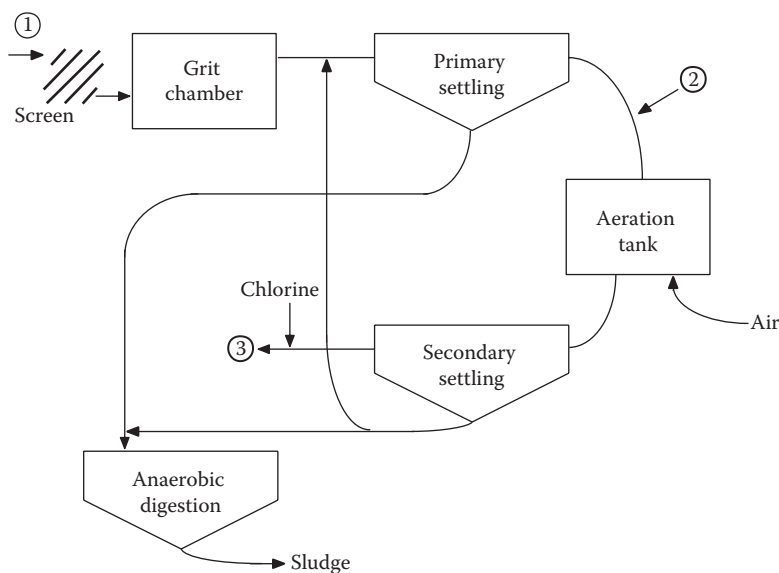 1
Screen
Grit
chamber
Primary
settling
2
Aeration
tank
Air
Chlorine
3
Secondary
settling
Anaerobic
digestion
Sludge